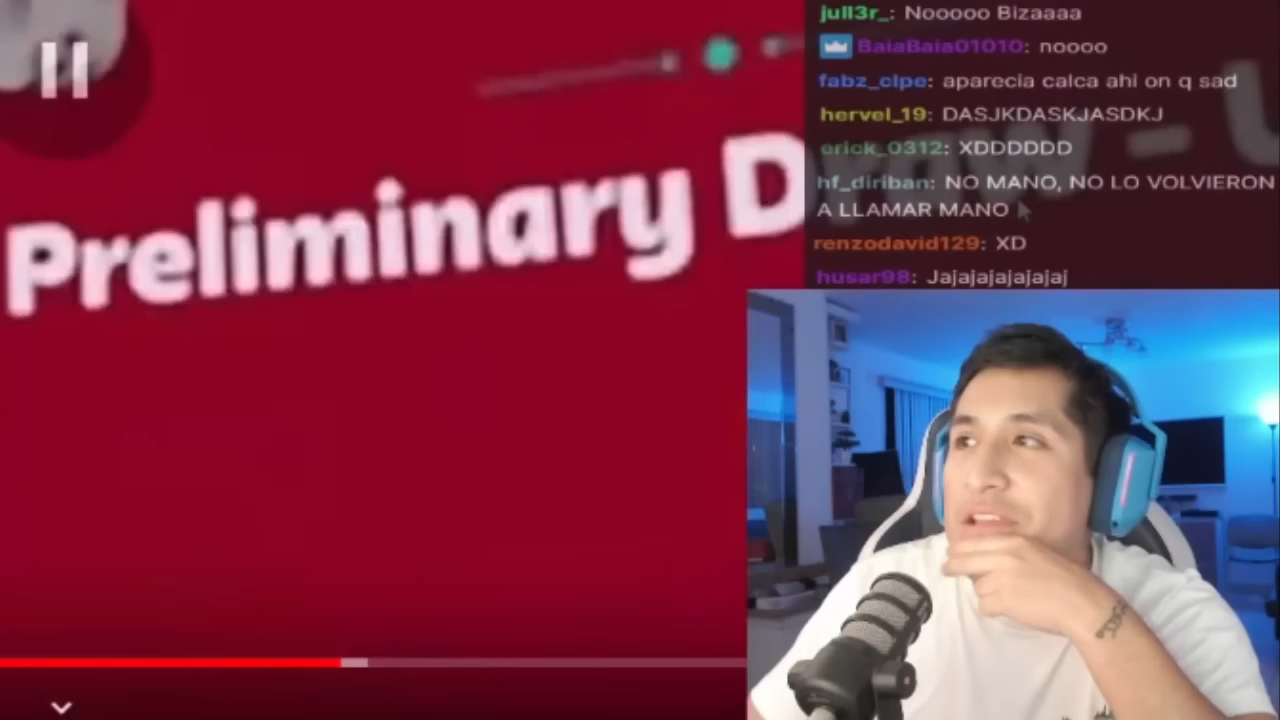 Preliminary D
jull3r_: Nooooo Bizaaaa
BaiaBaia01010: noooo
fabz_clpe: aparecia calca ahi on q sad
hervel_19: DASJKDASKJASDKJ
erick_0312: XDDDDDD
hf_diriban: NO MANO, NO LO VOLVIERON
A LLAMAR MANO
renzodavid129: XD
husar98: Jajajajajajajaj